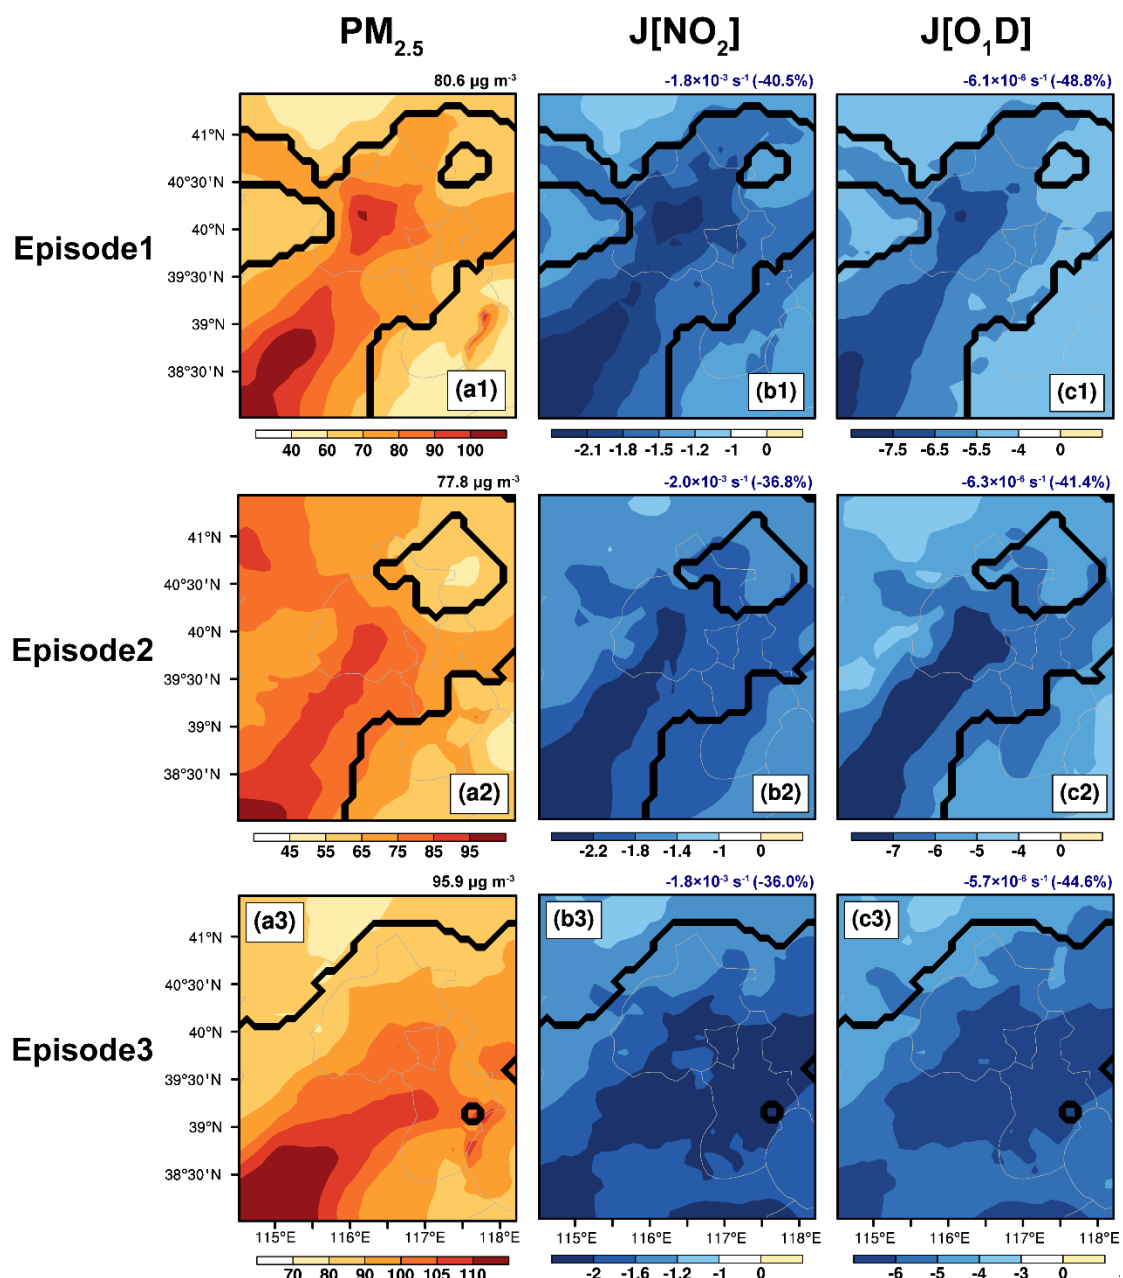 PM2.5 J[NO2] J[O1D]
80.6 µg m-3 -1.8×10-3 s-1 (-40.5%) -6.1×10-6 s-1 (-48.8%)
Episode1
41°N
40°30'N
40°N
39°30'N
39°N
38°30'N
(a1) (b1) (c1)
40 60 70 80 90 100
-2.1 -1.8 -1.5 -1.2 -1 0
-7.5 -6.5 -5.5 -4 0
77.8 µg m-3 -2.0×10-3 s-1 (-36.8%) -6.3×10-6 s-1 (-41.4%)
Episode2
41°N
40°30'N
40°N
39°30'N
39°N
38°30'N
(a2) (b2) (c2)
45 55 65 75 85 95
-2.2 -1.8 -1.4 -1 0
-7 -6 -5 -4 0
95.9 µg m-3 -1.8×10-3 s-1 (-36.0%) -5.7×10-6 s-1 (-44.6%)
(a3) (b3) (c3)
Episode3
41°N
40°30'N
40°N
39°30'N
39°N
38°30'N
115°E 116°E 117°E 118°E
115°E 116°E 117°E 118°E
115°E 116°E 117°E 118°E
70 90 100 105 110
-2 -1.6 -1.2 -1 0
-6 -5 -4 -3 0